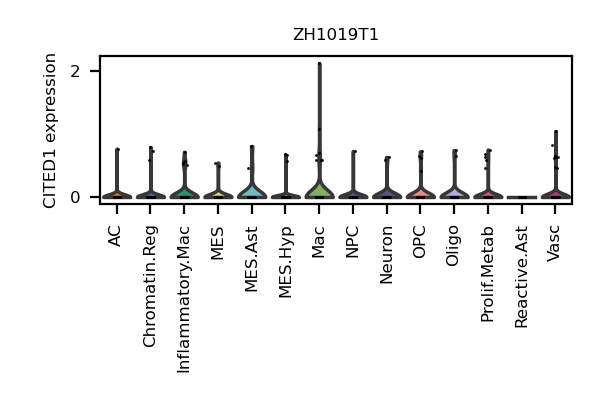 ZH1019T1
CITED1 expression
2
0
AC
Chromatin.Reg
Inflammatory.Mac
MES
MES.Ast
MES.Hyp
Mac
NPC
Neuron
OPC
Oligo
Prolif.Metab
Reactive.Ast
Vasc